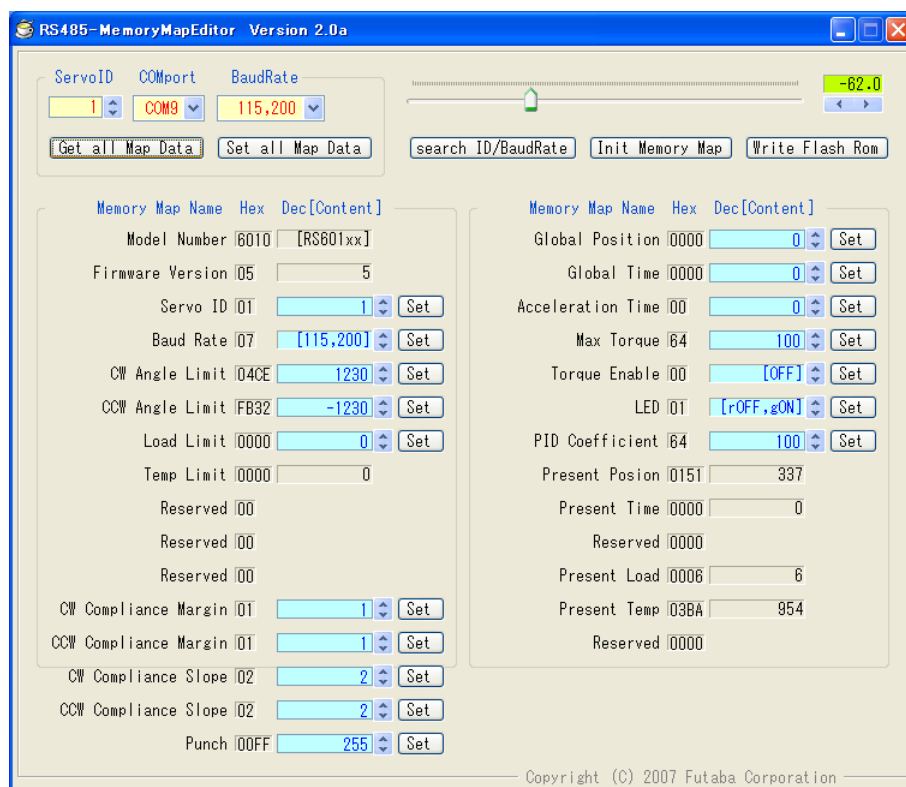 RS485-MemoryMapEditor Version 2.0a
ServoID COMport BaudRate
1 COM9 115,200
-62.0
Get all Map Data Set all Map Data search ID/BaudRate Init Memory Map Write Flash Rom
Memory Map Name Hex Dec[Content]
Model Number 6010 [RS601xx]
Firmware Version 05 5
Servo ID 01 1 Set
Baud Rate 07 [115,200] Set
CW Angle Limit 04CE 1230 Set
CCW Angle Limit FB32 -1230 Set
Load Limit 0000 0 Set
Temp Limit 0000 0
Reserved 00
Reserved 00
Reserved 00
CW Compliance Margin 01 1 Set
CCW Compliance Margin 01 1 Set
CW Compliance Slope 02 2 Set
CCW Compliance Slope 02 2 Set
Punch 00FF 255 Set
Memory Map Name Hex Dec[Content]
Global Position 0000 0 Set
Global Time 0000 0 Set
Acceleration Time 00 0 Set
Max Torque 64 100 Set
Torque Enable 00 [OFF] Set
LED 01 [rOFF,gON] Set
PID Coefficient 64 100 Set
Present Posion 0151 337
Present Time 0000 0
Reserved 0000
Present Load 0006 6
Present Temp 03BA 954
Reserved 0000
Copyright (C) 2007 Futaba Corporation